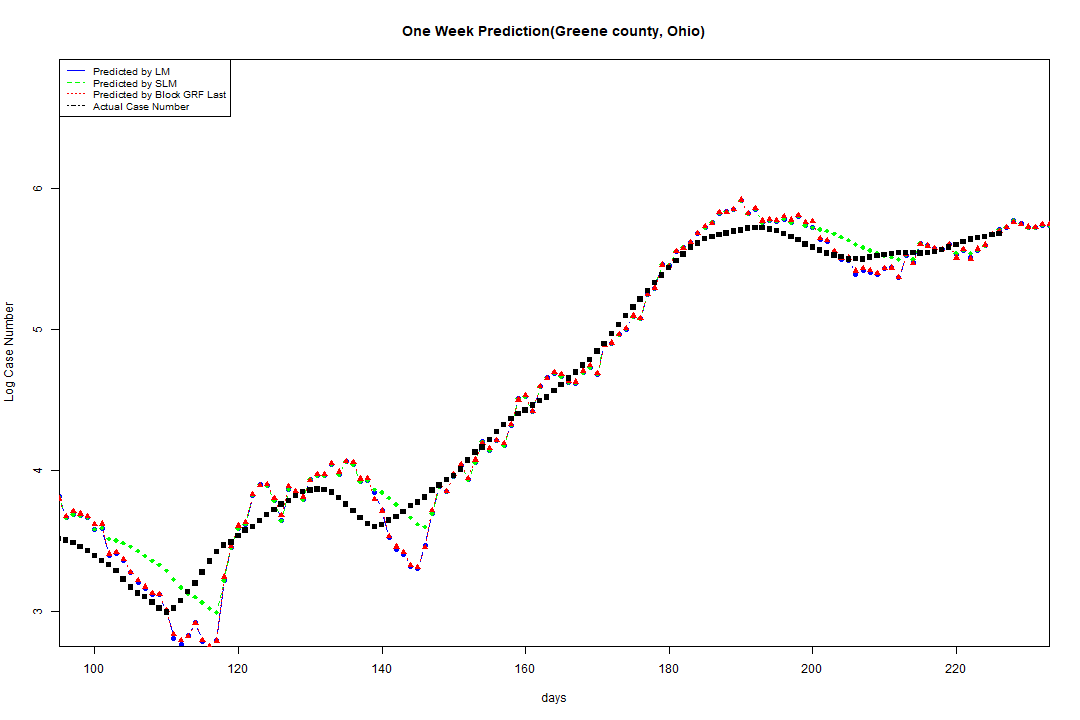 One Week Prediction(Greene county, Ohio)
Predicted by LM
Predicted by SLM
Predicted by Block GRF Last
Actual Case Number
6
5
4
3
Log Case Number
100 120 140 160 180 200 220
days